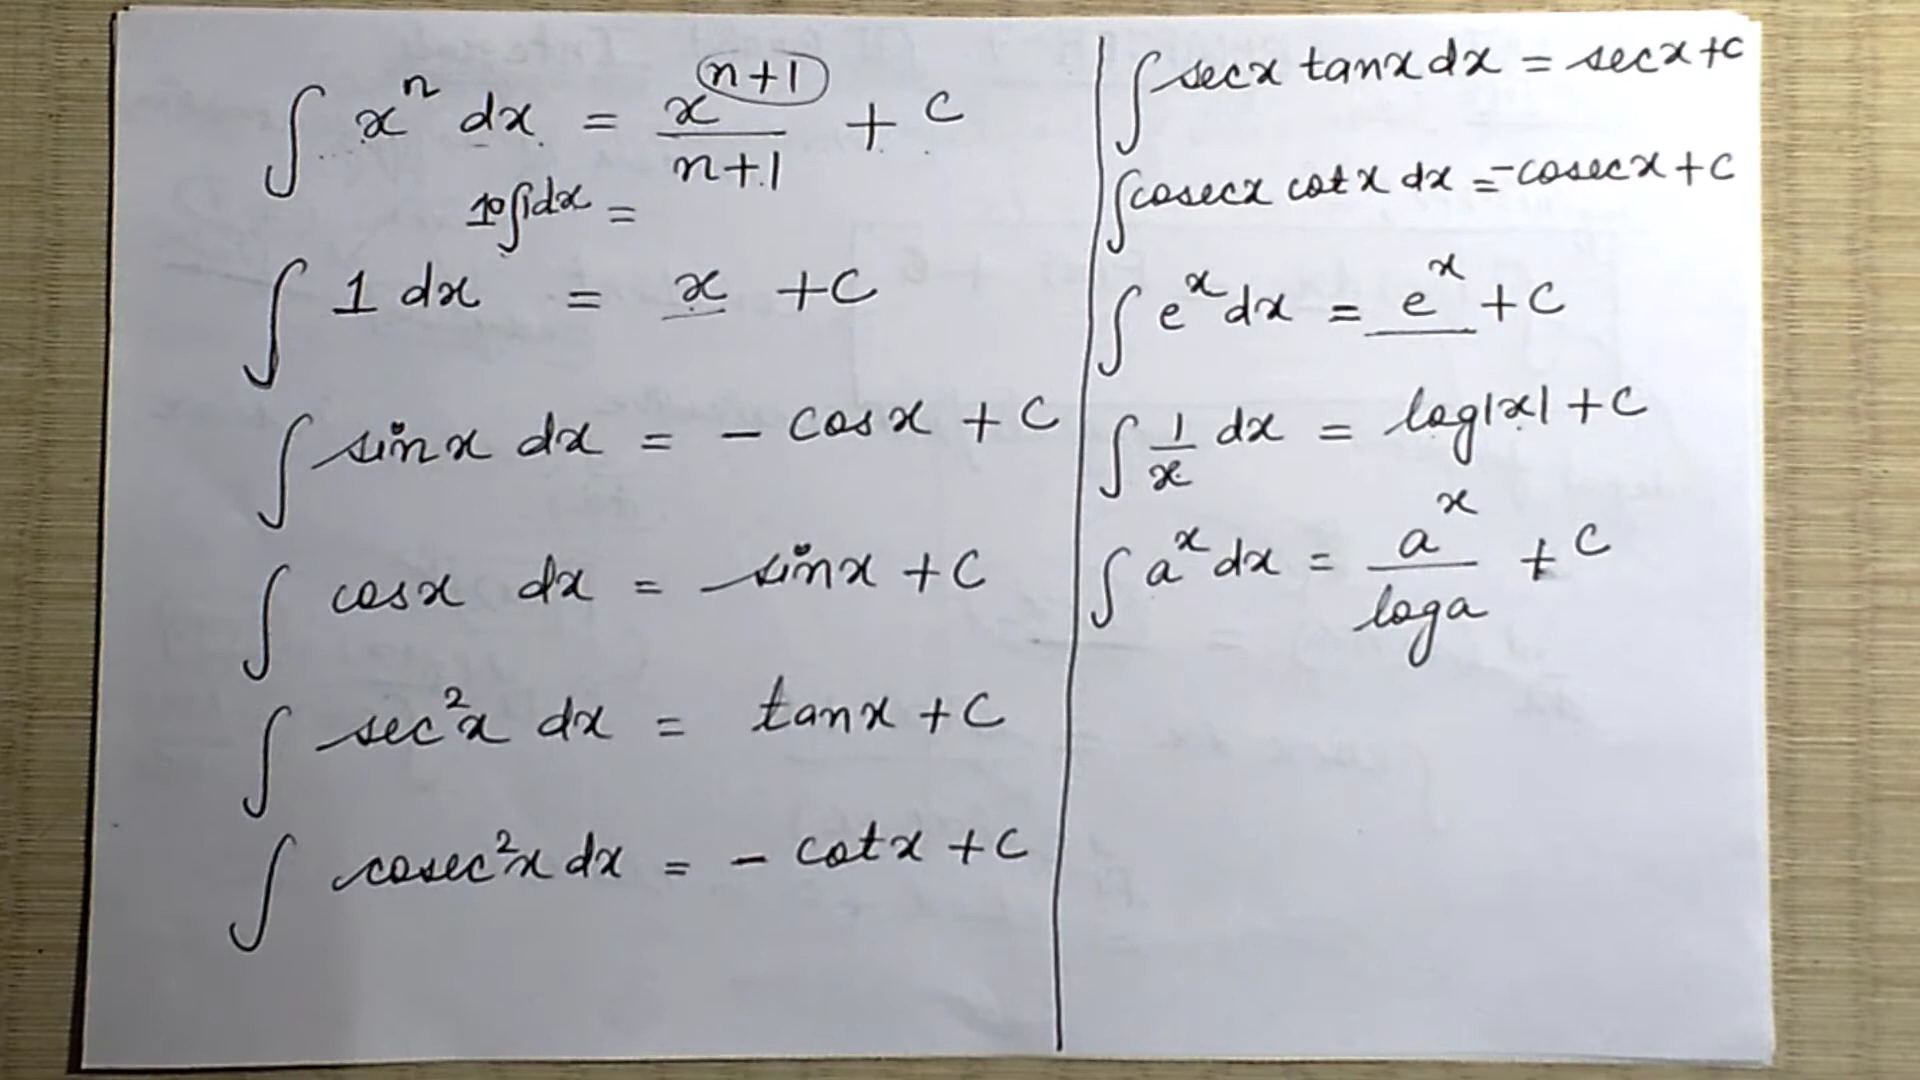 ∫ xⁿ dx = xⁿ⁺¹/n+1 + C
10∫1dx =
∫ 1 dx = x + C
∫ sinx dx = - cosx + C
∫ cosx dx = sinx + C
∫ sec²x dx = tanx + C
∫ cosec²x dx = - cotx + C
∫ secx tanx dx = secx + C
∫ cosecx cotx dx = -cosecx + C
∫ eˣ dx = eˣ + C
∫ 1/x dx = log|x| + C
∫ aˣ dx = aˣ/loga + C